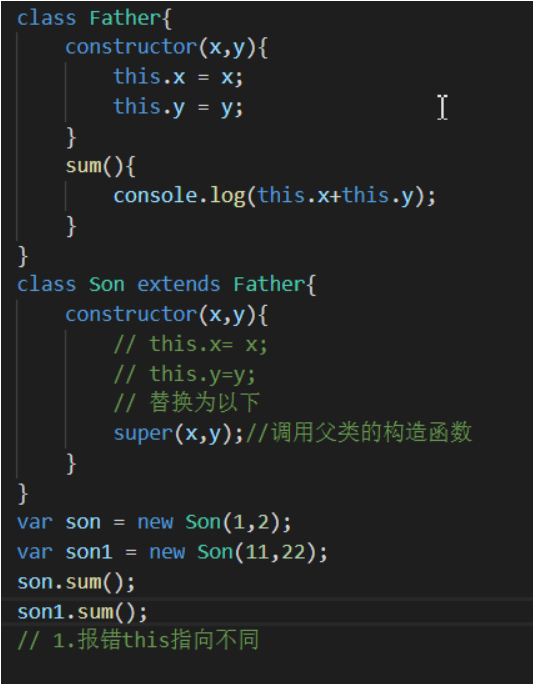 class Father{
constructor(x,y){
this.x = x;
this.y = y;
}
sum(){
console.log(this.x+this.y);
}
}
class Son extends Father{
constructor(x,y){
// this.x= x;
// this.y=y;
// 替换为以下
super(x,y);//调用父类的构造函数
}
}
var son = new Son(1,2);
var son1 = new Son(11,22);
son.sum();
son1.sum();
// 1.报错this指向不同